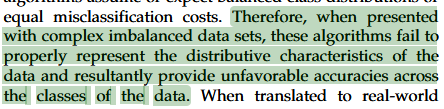 algorithms assume or expect balanced class distributions or
equal misclassification costs. Therefore, when presented
with complex imbalanced data sets, these algorithms fail to
properly represent the distributive characteristics of the
data and resultantly provide unfavorable accuracies across
the classes of the data. When translated to real-world